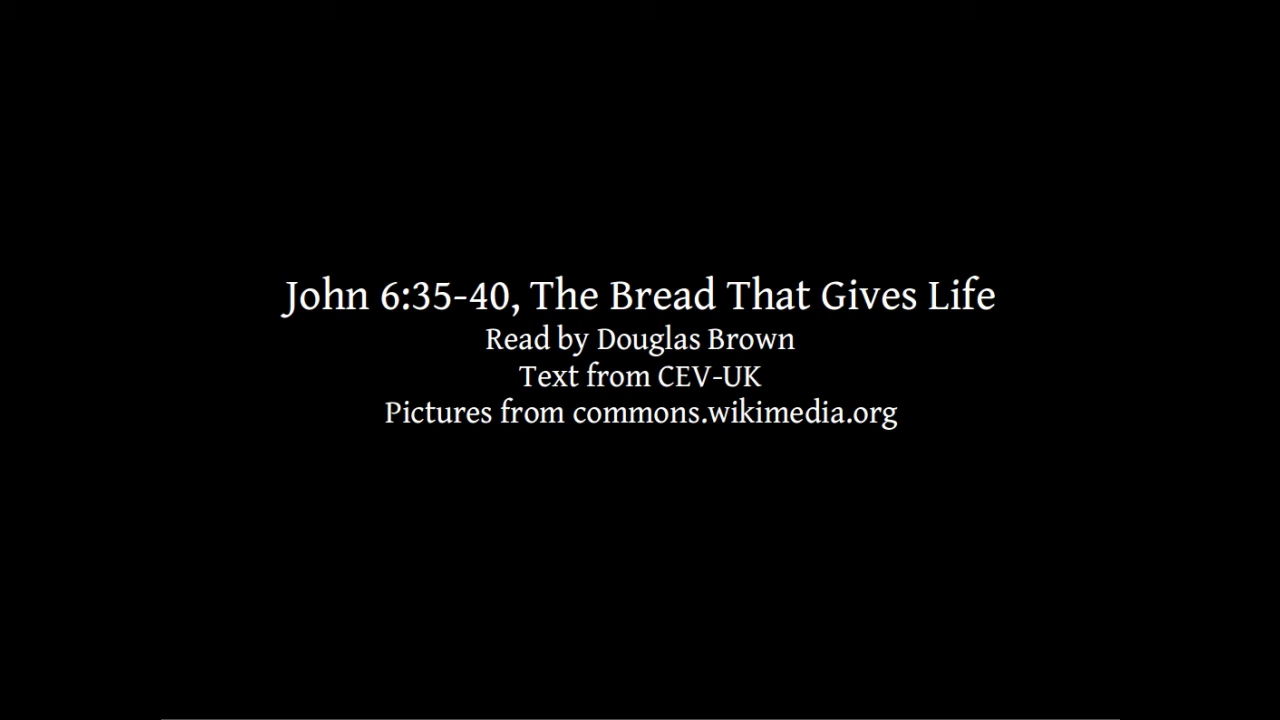 John 6:35-40, The Bread That Gives Life
Read by Douglas Brown
Text from CEV-UK
Pictures from commons.wikimedia.org